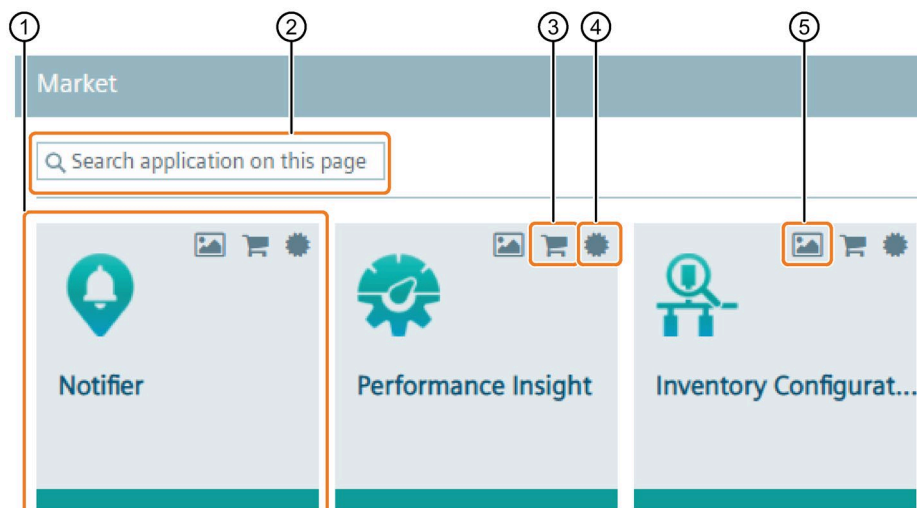 1 2 3 4 5
Market
Search application on this page
Notifier Performance Insight Inventory Configurat...